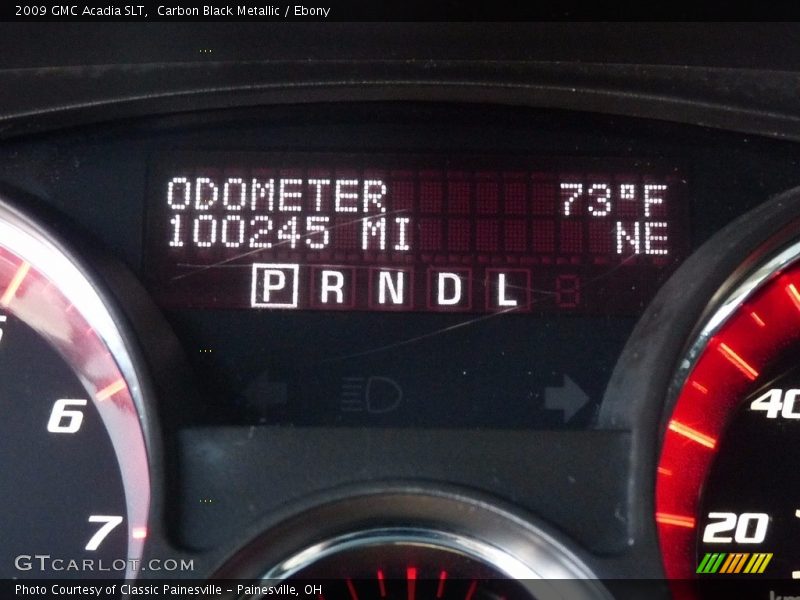 2009 GMC Acadia SLT,  Carbon Black Metallic / Ebony
ODOMETER 73°F
100245 MI NE
P R N D L
6
7
40
20
GTCARLOT.COM
Photo Courtesy of Classic Painesville - Painesville, OH